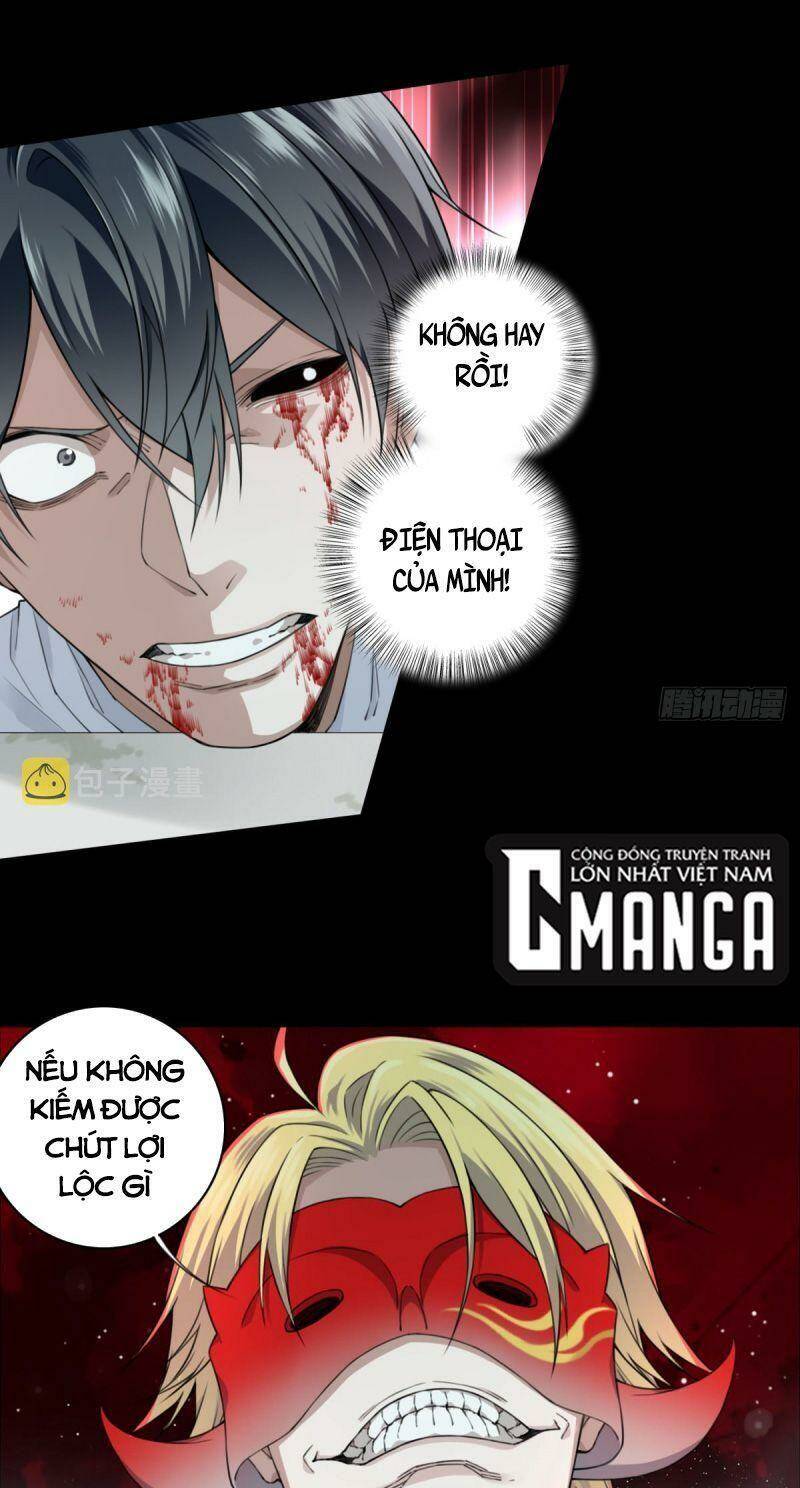 KHÔNG HAY
RỒI!
ĐIỆN THOẠI
CỦA MÌNH!
腾讯动漫
包子漫畫
CỘNG ĐỒNG TRUYỆN TRANH
LỚN NHẤT VIỆT NAM
CMANGA
NẾU KHÔNG
KIẾM ĐƯỢC
CHÚT LỢI
LỘC GÌ